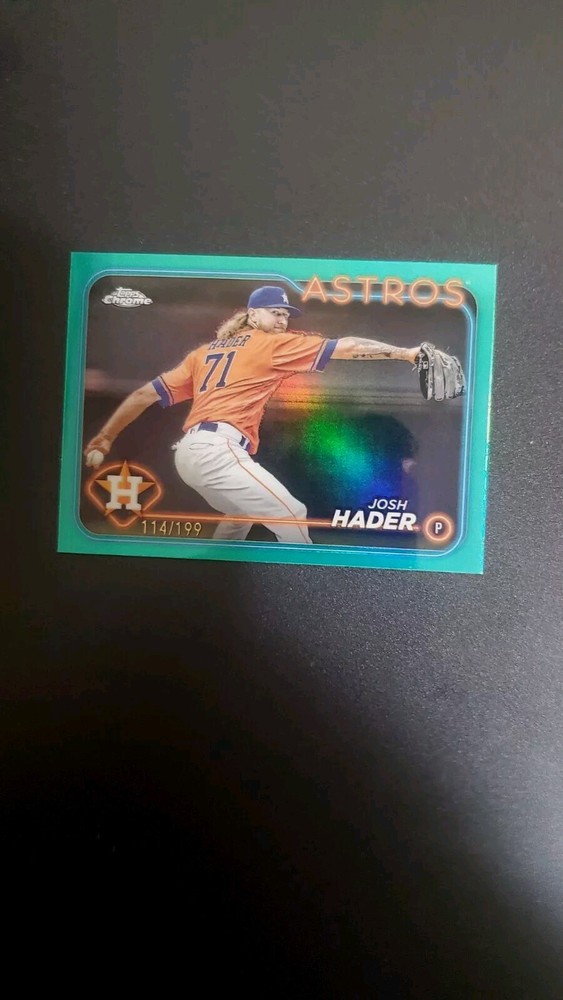 Topps
Chrome
ASTROS
HADER
71
H
114/199
JOSH
HADER
P